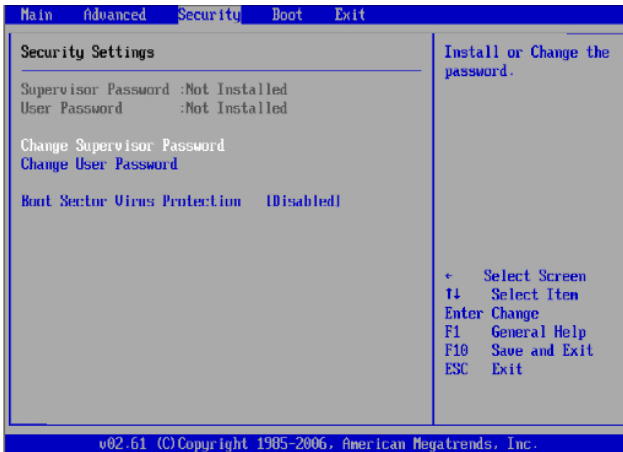 Main Advanced Security Boot Exit
Security Settings
Supervisor Password :Not Installed
User Password :Not Installed
Change Supervisor Password
Change User Password
Boot Sector Virus Protection [Disabled]
Install or Change the
password.
← Select Screen
↑↓ Select Item
Enter Change
F1 General Help
F10 Save and Exit
ESC Exit
v02.61 (C)Copyright 1985-2006, American Megatrends, Inc.